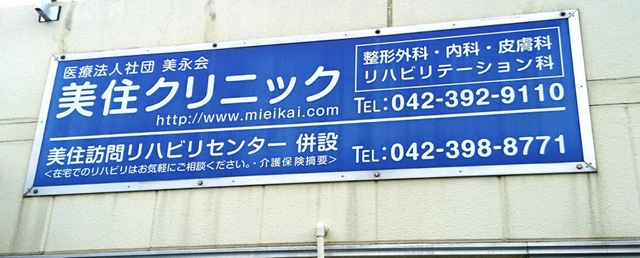 医療法人社団 美永会
美住クリニック
http://www.mieikai.com
整形外科・内科・皮膚科
リハビリテーション科
TEL:042-392-9110
美住訪問リハビリセンター 併設
<在宅でのリハビリはお気軽にご相談ください。・介護保険摘要>
TEL:042-398-8771